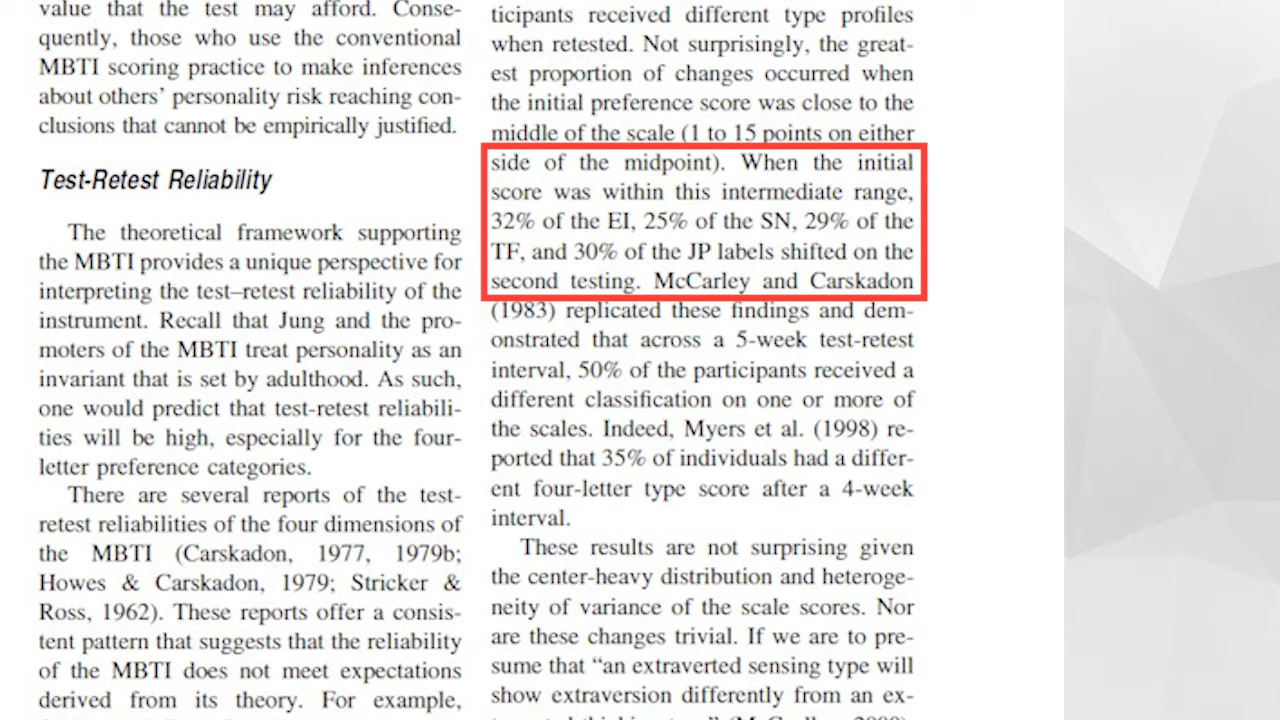 value that the test may afford. Conse-
quently, those who use the conventional
MBTI scoring practice to make inferences
about others’ personality risk reaching con-
clusions that cannot be empirically justified.
Test-Retest Reliability
The theoretical framework supporting
the MBTI provides a unique perspective for
interpreting the test–retest reliability of the
instrument. Recall that Jung and the pro-
moters of the MBTI treat personality as an
invariant that is set by adulthood. As such,
one would predict that test-retest reliabili-
ties will be high, especially for the four-
letter preference categories.
There are several reports of the test-
retest reliabilities of the four dimensions of
the MBTI (Carskadon, 1977, 1979b;
Howes & Carskadon, 1979; Stricker &
Ross, 1962). These reports offer a consis-
tent pattern that suggests that the reliability
of the MBTI does not meet expectations
derived from its theory. For example,
ticipants received different type profiles
when retested. Not surprisingly, the great-
est proportion of changes occurred when
the initial preference score was close to the
middle of the scale (1 to 15 points on either
side of the midpoint). When the initial
score was within this intermediate range,
32% of the EI, 25% of the SN, 29% of the
TF, and 30% of the JP labels shifted on the
second testing. McCarley and Carskadon
(1983) replicated these findings and dem-
onstrated that across a 5-week test-retest
interval, 50% of the participants received a
different classification on one or more of
the scales. Indeed, Myers et al. (1998) re-
ported that 35% of individuals had a differ-
ent four-letter type score after a 4-week
interval.
These results are not surprising given
the center-heavy distribution and heteroge-
neity of variance of the scale scores. Nor
are these changes trivial. If we are to pre-
sume that “an extraverted sensing type will
show extraversion differently from an ex-